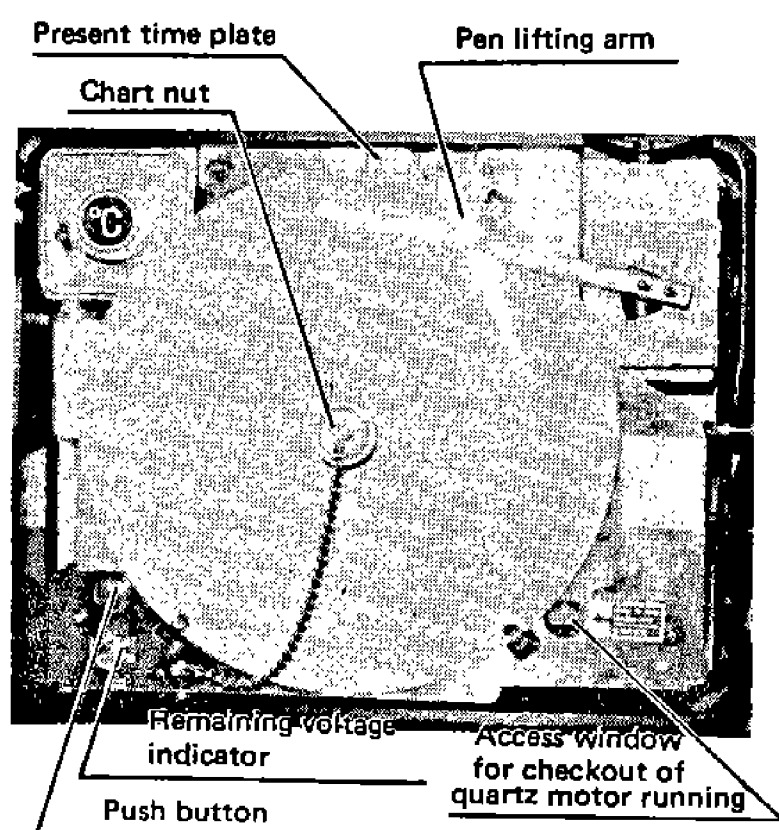 Present time plate
Pen lifting arm
Chart nut
°C
Remaining voltage
indicator
Access window
for checkout of
quartz motor running
Push button